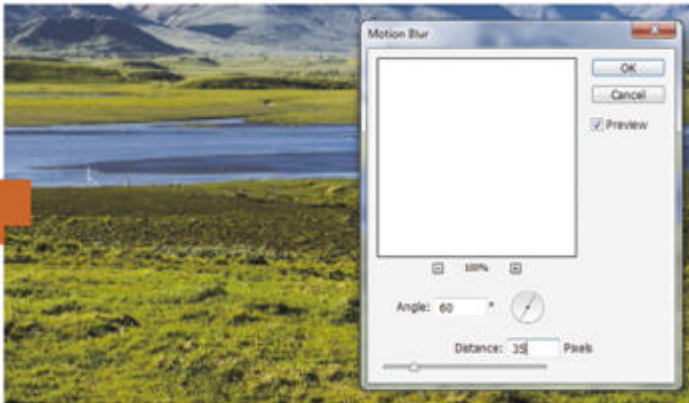 Motion Blur
OK
Cancel
Preview
100%
Angle: 60 °
Distance: 35 Pixels